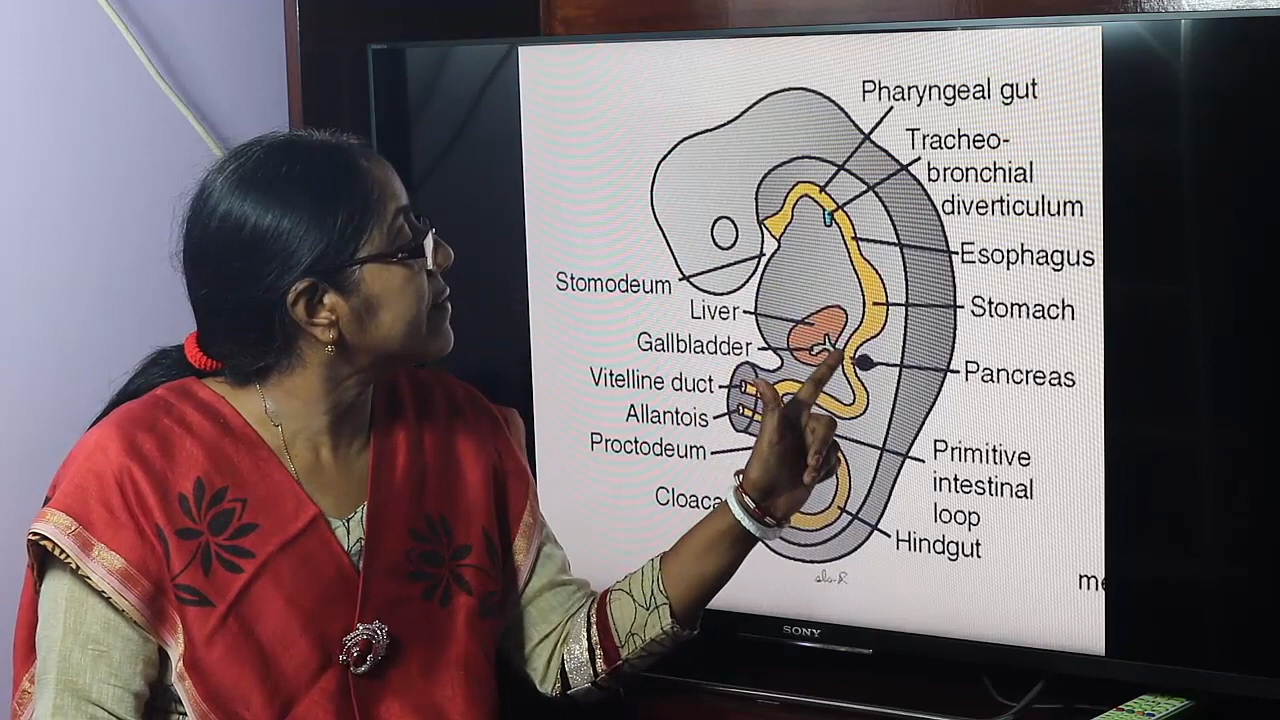 Pharyngeal gut
Tracheo-
bronchial
diverticulum
Esophagus
Stomodeum
Liver
Stomach
Gallbladder
Pancreas
Vitelline duct
Allantois
Proctodeum
Primitive
intestinal
loop
Cloaca
Hindgut
SONY